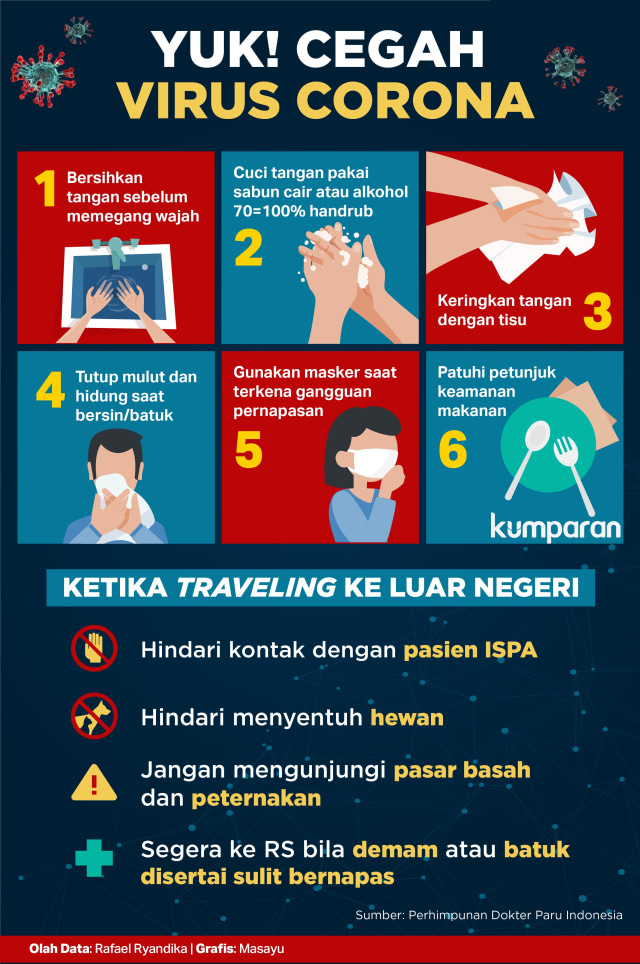 YUK! CEGAH
VIRUS CORONA
1
Bersihkan
tangan sebelum
memegang wajah
Cuci tangan pakai
sabun cair atau alkohol
70=100% handrub
2
Keringkan tangan
dengan tisu
3
4
Tutup mulut dan
hidung saat
bersin/batuk
Gunakan masker saat
terkena gangguan
pernapasan
5
Patuhi petunjuk
keamanan
makanan
6
kumparan
KETIKA TRAVELING KE LUAR NEGERI
Hindari kontak dengan pasien ISPA
Hindari menyentuh hewan
Jangan mengunjungi pasar basah
dan peternakan
Segera ke RS bila demam atau batuk
disertai sulit bernapas
Sumber: Perhimpunan Dokter Paru Indonesia
Olah Data: Rafael Ryandika | Grafis: Masayu